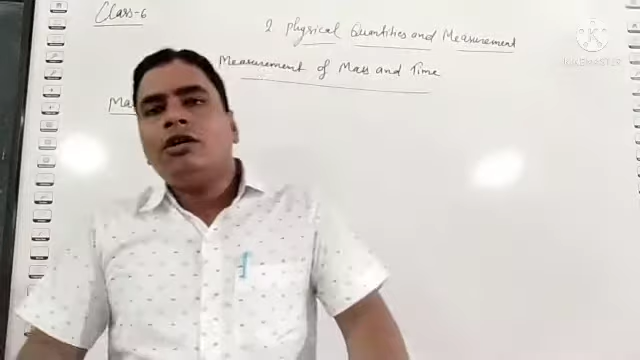 Class-6
2 Physical Quantities and Measurement
Measurement of Mass and Time
Ma
KINEMASTER